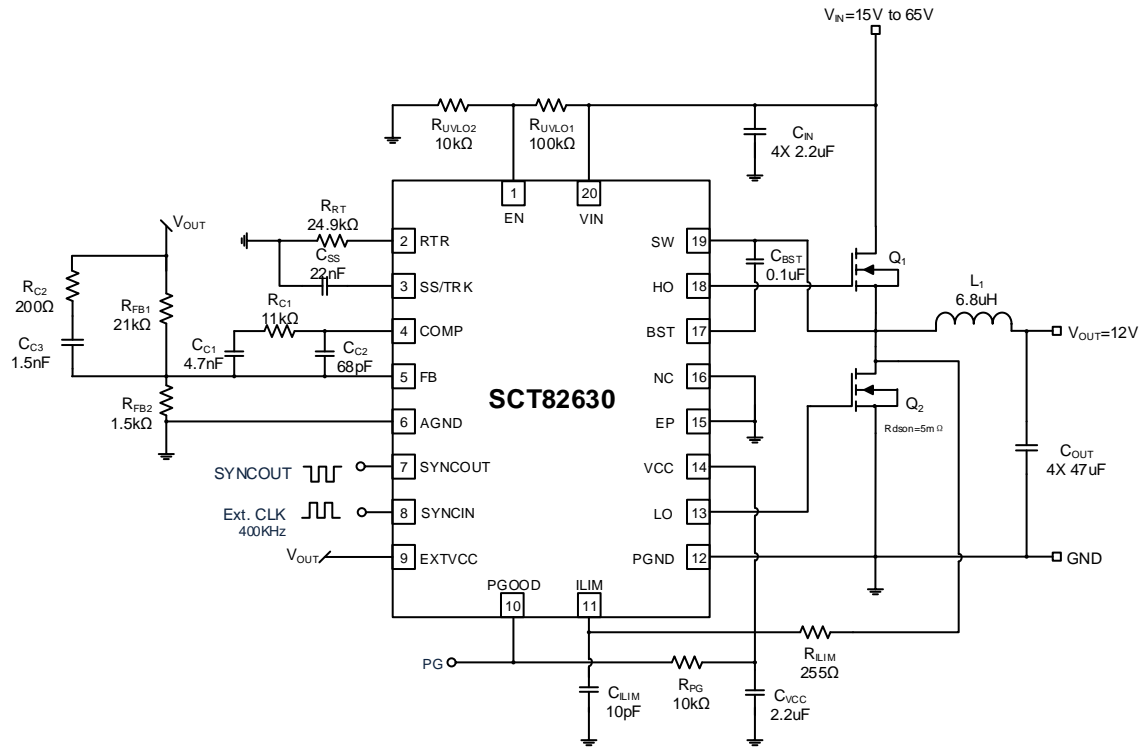 VIN=15V to 65V
RUVLO2
10kΩ
RUVLO1
100kΩ
CIN
4X 2.2uF
1
EN
20
VIN
VOUT
RRT
24.9kΩ
2
RTR
CSS
22nF
3
SS/TRK
RC2
200Ω
RFB1
21kΩ
RC1
11kΩ
4
COMP
CC3
1.5nF
CC1
4.7nF
CC2
68pF
5
FB
RFB2
1.5kΩ
6
AGND
SYNCOUT
7
SYNCOUT
Ext. CLK
400KHz
8
SYNCIN
VOUT
9
EXTVCC
SCT82630
SW
19
CBST
0.1uF
HO
18
Q1
BST
17
L1
6.8uH
VOUT=12V
NC
16
EP
15
Q2
Rdson=5mΩ
VCC
14
COUT
4X 47uF
LO
13
PGND
12
GND
PGOOD
10
ILIM
11
RILIM
255Ω
PG
RPG
10kΩ
CILIM
10pF
CVCC
2.2uF